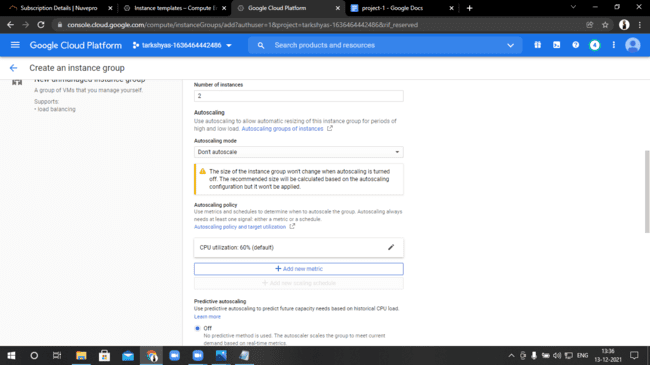 Subscription Details | Nuvepro
Instance templates – Compute E
Google Cloud Platform
project-1 - Google Docs
console.cloud.google.com/compute/instanceGroups/add?authuser=1&project=tarkshyas-1636464442486&inf_reserved
Google Cloud Platform
tarkshyas-1636464442486
Search products and resources
4
Create an instance group
New unmanaged instance group
A group of VMs that you manage yourself
Supports:
• load balancing
Number of instances
2
Autoscaling
Use autoscaling to allow automatic resizing of this instance group for periods of
high and low load. Autoscaling groups of instances
Autoscaling mode
Don't autoscale
The size of the instance group won't change when autoscaling is turned
off. The recommended size will be calculated based on the autoscaling
configuration but it won't be applied.
Autoscaling policy
Use metrics and schedules to determine when to autoscale the group. Autoscaling always
needs at least one signal: either a metric or a schedule.
Autoscaling policy and target utilization
CPU utilization: 60% (default)
+ Add new metric
+ Add new scaling schedule
Predictive autoscaling
Use predictive autoscaling to predict future capacity needs based on historical CPU load.
Learn more
Off
No predictive method is used. The autoscaler scales the group to meet current
demand based on real-time metrics.
ENG
13:36
13-12-2021